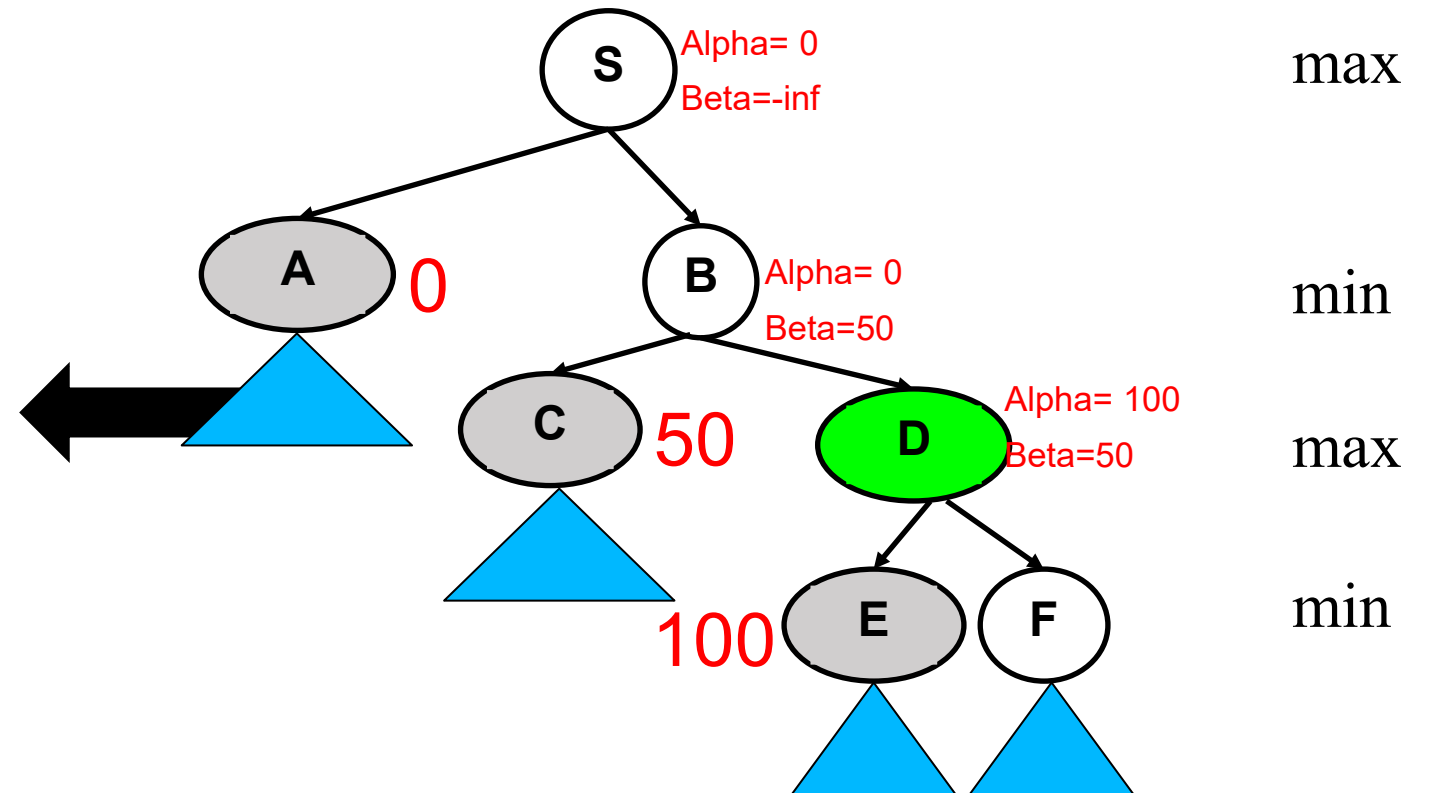 S
Alpha= 0
Beta=-inf
max
A
0
B
Alpha= 0
Beta=50
min
C
50
D
Alpha= 100
Beta=50
max
100
E
F
min